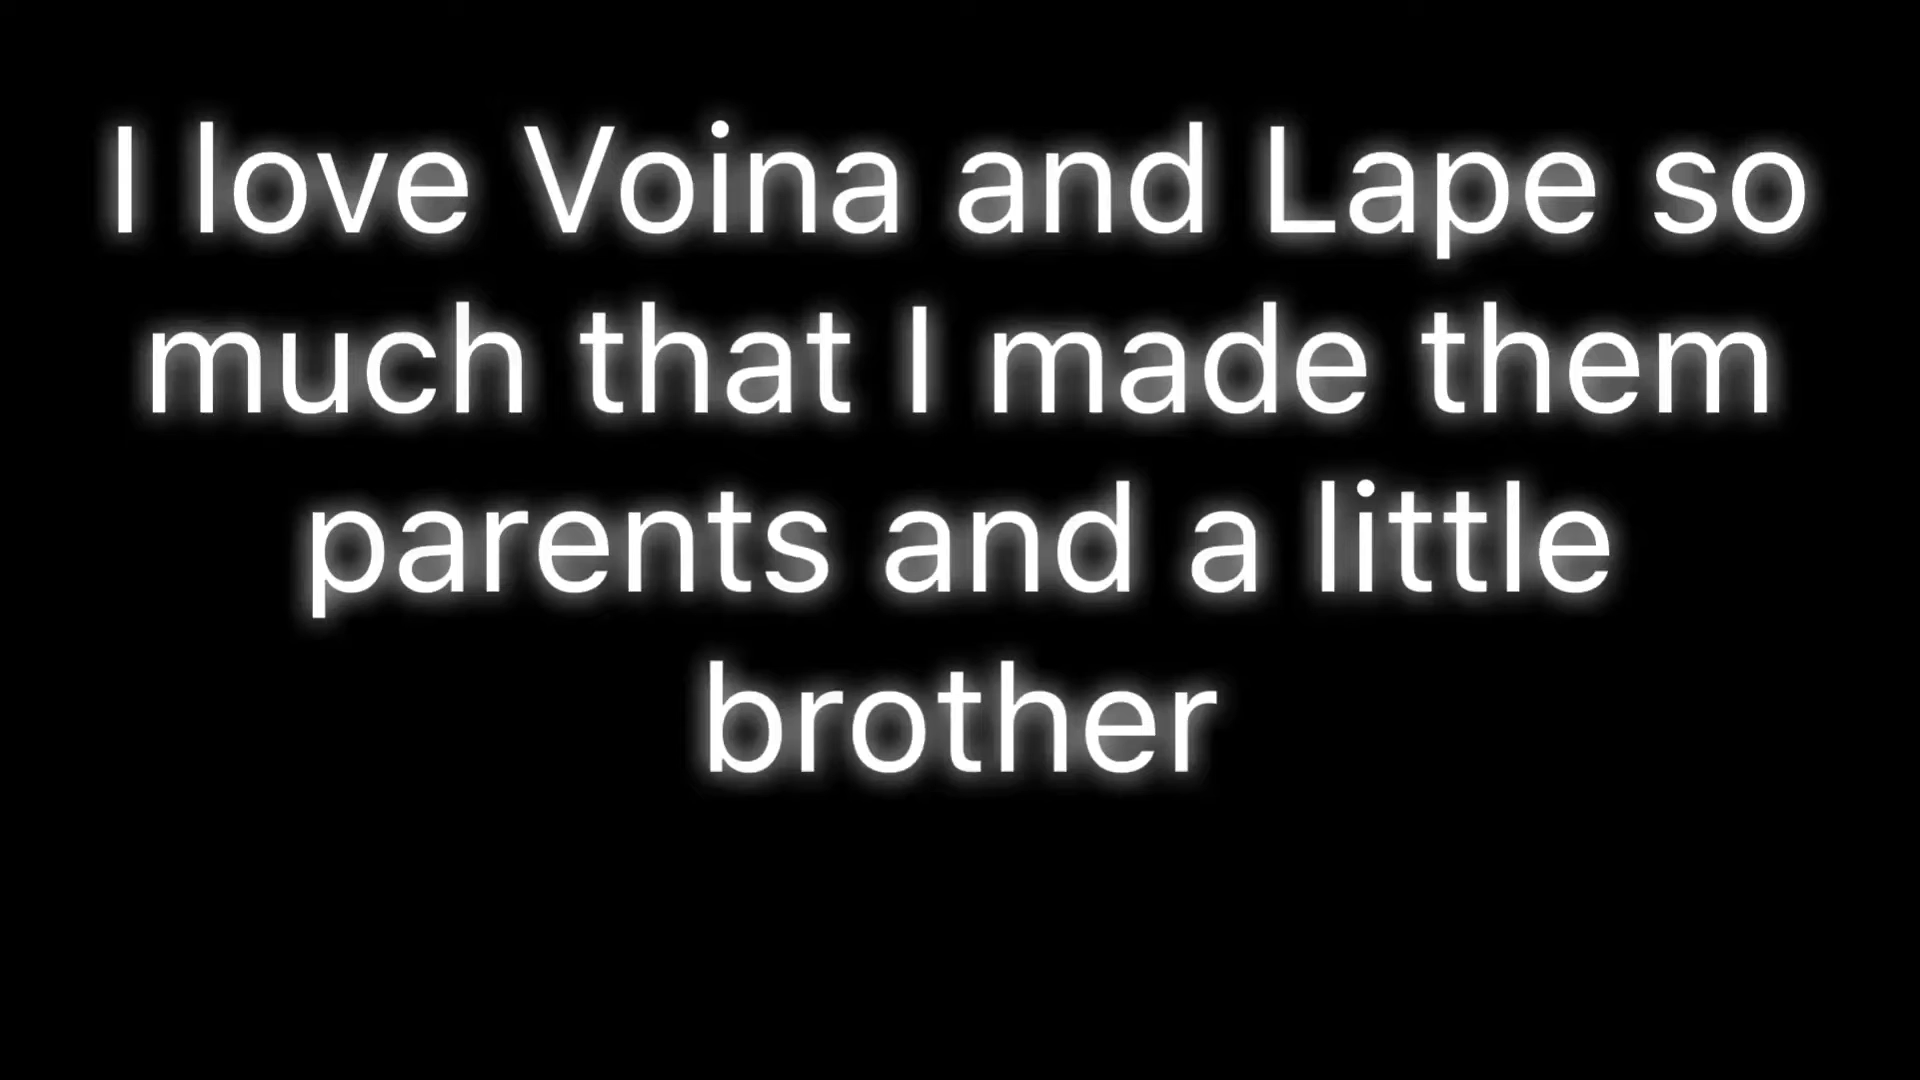 I love Voina and Lape so
much that I made them
parents and a little
brother